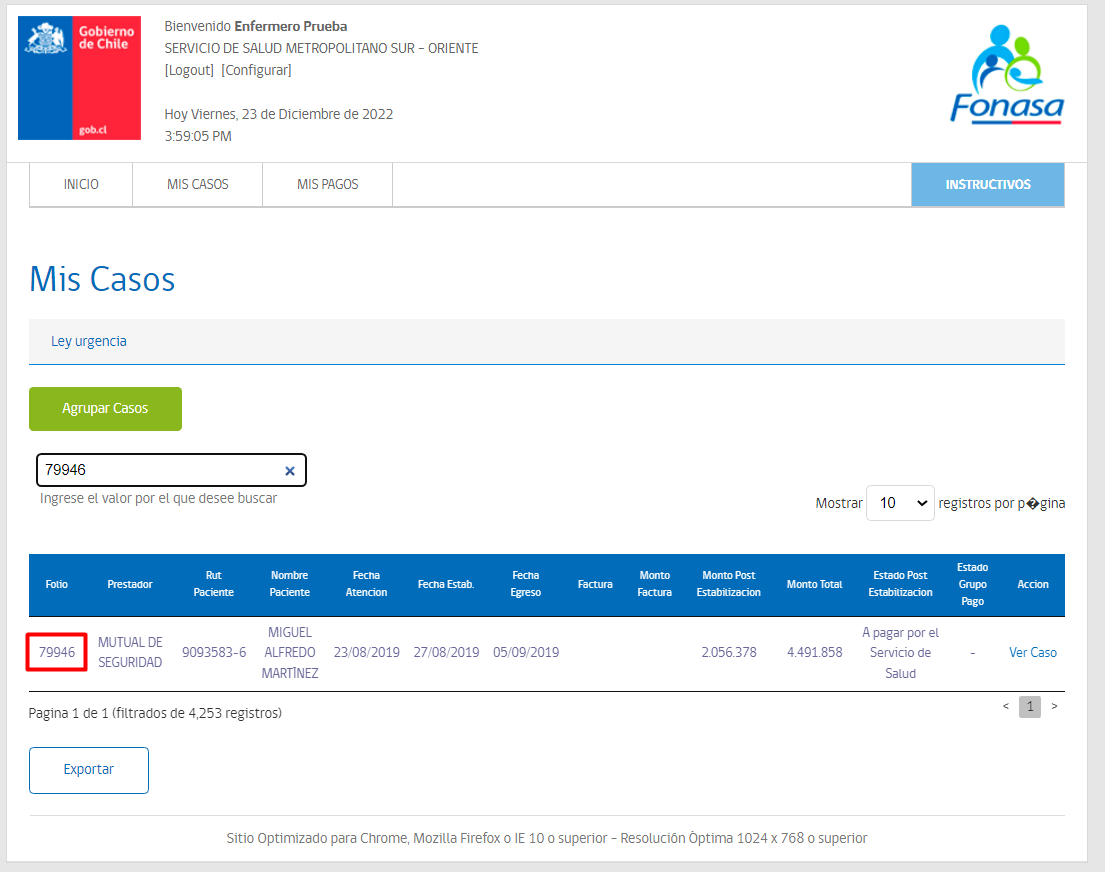 Gobierno
de Chile
gob.cl
Bienvenido Enfermero Prueba
SERVICIO DE SALUD METROPOLITANO SUR - ORIENTE
[Logout] [Configurar]
Hoy Viernes, 23 de Diciembre de 2022
3:59:05 PM
Fonasa
INICIO MIS CASOS MIS PAGOS INSTRUCTIVOS
Mis Casos
Ley urgencia
Agrupar Casos
79946 ×
Ingrese el valor por el que desee buscar
Mostrar 10 registros por p�gina
Folio Prestador Rut Paciente Nombre Paciente Fecha Atencion Fecha Estab. Fecha Egreso Factura Monto Factura Monto Post Estabilizacion Monto Total Estado Post Estabilizacion Estado Grupo Pago Accion
79946 MUTUAL DE SEGURIDAD 9093583-6 MIGUEL ALFREDO MARTÍNEZ 23/08/2019 27/08/2019 05/09/2019 2.056.378 4.491.858 A pagar por el Servicio de Salud - Ver Caso
Pagina 1 de 1 (filtrados de 4,253 registros)
< 1 >
Exportar
Sitio Optimizado para Chrome, Mozilla Firefox o IE 10 o superior - Resolución Óptima 1024 x 768 o superior